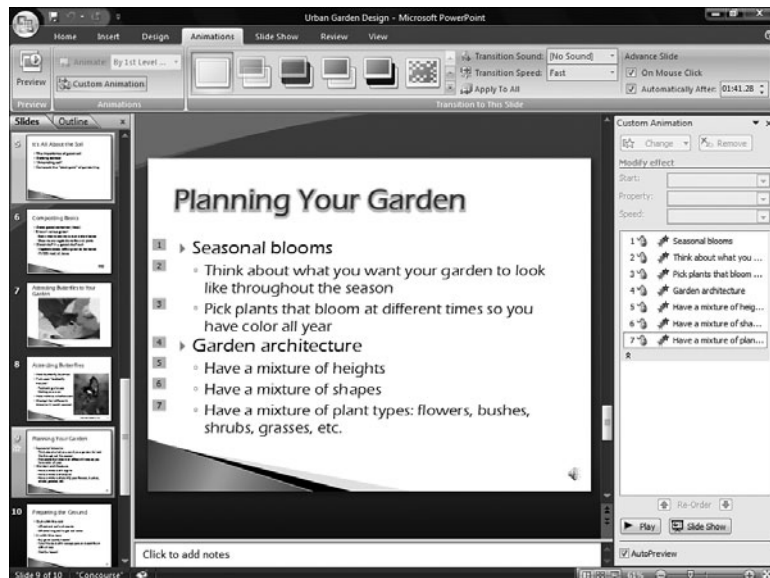 Urban Garden Design - Microsoft PowerPoint
Home Insert Design Animations Slide Show Review View
Preview
Animate: By 1st Level ...
Custom Animation
Transition Sound: [No Sound]
Transition Speed: Fast
Apply To All
Advance Slide
On Mouse Click
Automatically After: 01:41.28
Preview Animations Transition to This Slide
Slides Outline
It's All About the Soil
6 Composting Basics
7 Attracting Butterflies to Your
Garden
8 Attracting Butterflies
Planning Your Garden
10 Preparing the Ground
Planning Your Garden
1 Seasonal blooms
2 Think about what you want your garden to look
like throughout the season
3 Pick plants that bloom at different times so you
have color all year
4 Garden architecture
5 Have a mixture of heights
6 Have a mixture of shapes
7 Have a mixture of plant types: flowers, bushes,
shrubs, grasses, etc.
Click to add notes
Custom Animation
Change Remove
Modify effect
Start:
Property:
Speed:
1 Seasonal blooms
2 Think about what you ...
3 Pick plants that bloom ...
4 Garden architecture
5 Have a mixture of heig...
6 Have a mixture of sha...
7 Have a mixture of plan...
Re-Order
Play Slide Show
AutoPreview
Slide 9 of 10 "Concourse" 61%